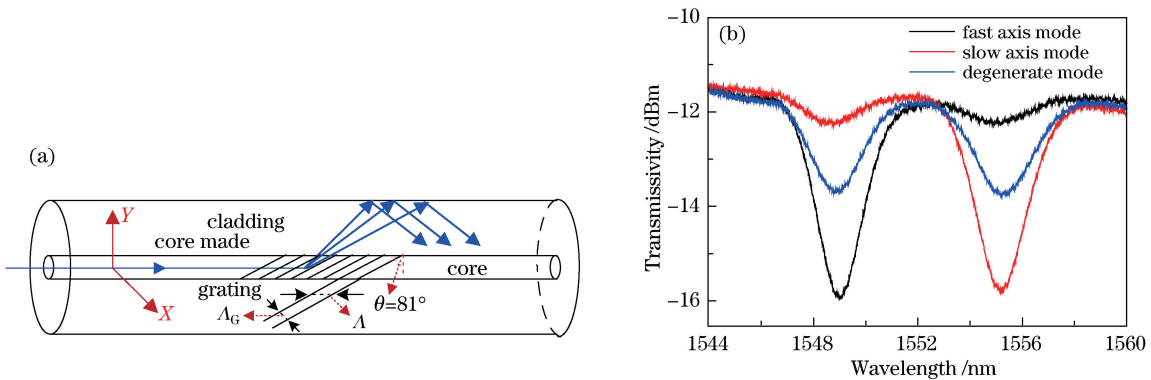 (a)
Y
cladding
core made
core
grating
X
Λ_G
Λ
θ=81°
(b)
fast axis mode
slow axis mode
degenerate mode
−10
−12
−14
−16
Transmissivity /dBm
1544
1548
1552
1556
1560
Wavelength /nm